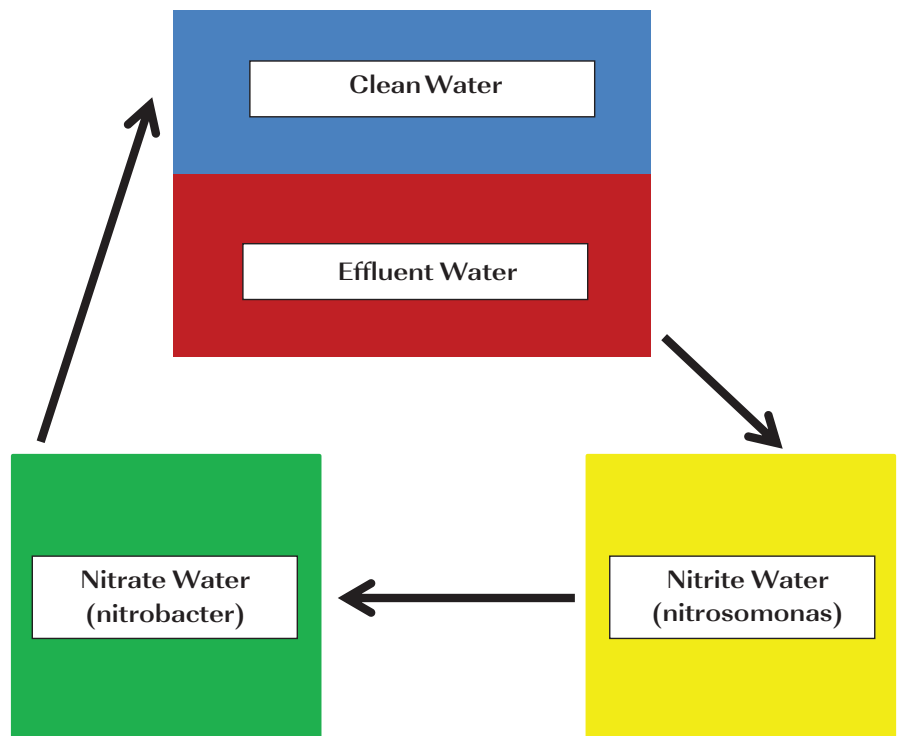 Clean Water
Effluent Water
Nitrate Water
(nitrobacter)
Nitrite Water
(nitrosomonas)